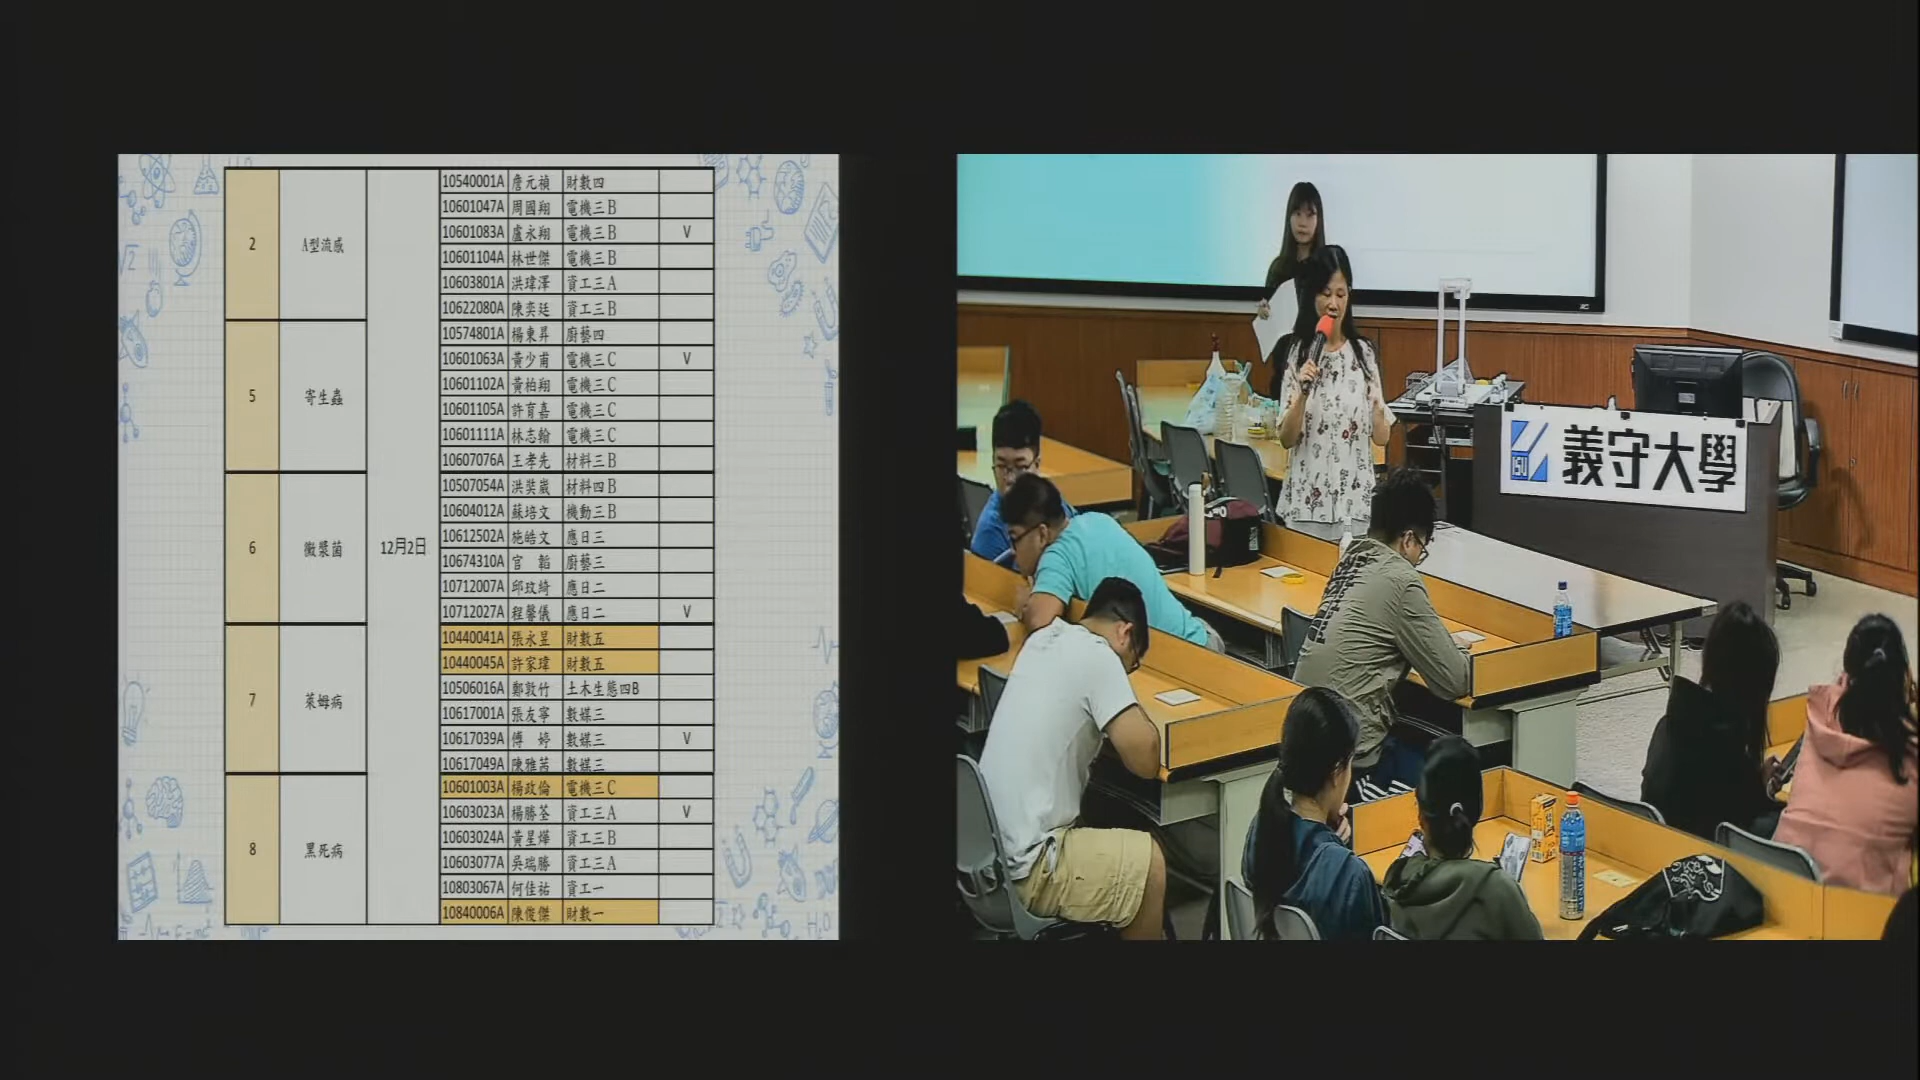 2 A型流感 10540001A 詹元禎 財數四
10601047A 周國翔 電機三B
10601083A 盧永翔 電機三B V
10601104A 林世傑 電機三B
10603801A 洪瑋澤 資工三A
10622080A 陳奕廷 資工三B
5 寄生蟲 10574801A 楊東昇 廚藝四
10601063A 黃少甫 電機三C V
10601102A 黃柏翔 電機三C
10601105A 許育嘉 電機三C
10601111A 林志翰 電機三C
10607076A 王孝先 材料三B
6 微漿菌 12月2日 10507054A 洪奘崴 材料四B
10604012A 蘇培文 機動三B
10612502A 施皓文 應日三
10674310A 官 韜 廚藝三
10712007A 邱玟綺 應日二
10712027A 程馨儀 應日二 V
7 萊姆病 10440041A 張永昱 財數五
10440045A 許家瑋 財數五
10506016A 鄭敦竹 土木生態四B
10617001A 張友寧 數媒三
10617039A 傅 婷 數媒三 V
10617049A 陳雅茜 數媒三
8 黑死病 10601003A 楊政倫 電機三C
10603023A 楊勝荃 資工三A V
10603024A 黃星燁 資工三B
10603077A 吳瑞勝 資工三A
10803067A 何佳祐 資工一
10840006A 陳俊傑 財數一
ISU 義守大學